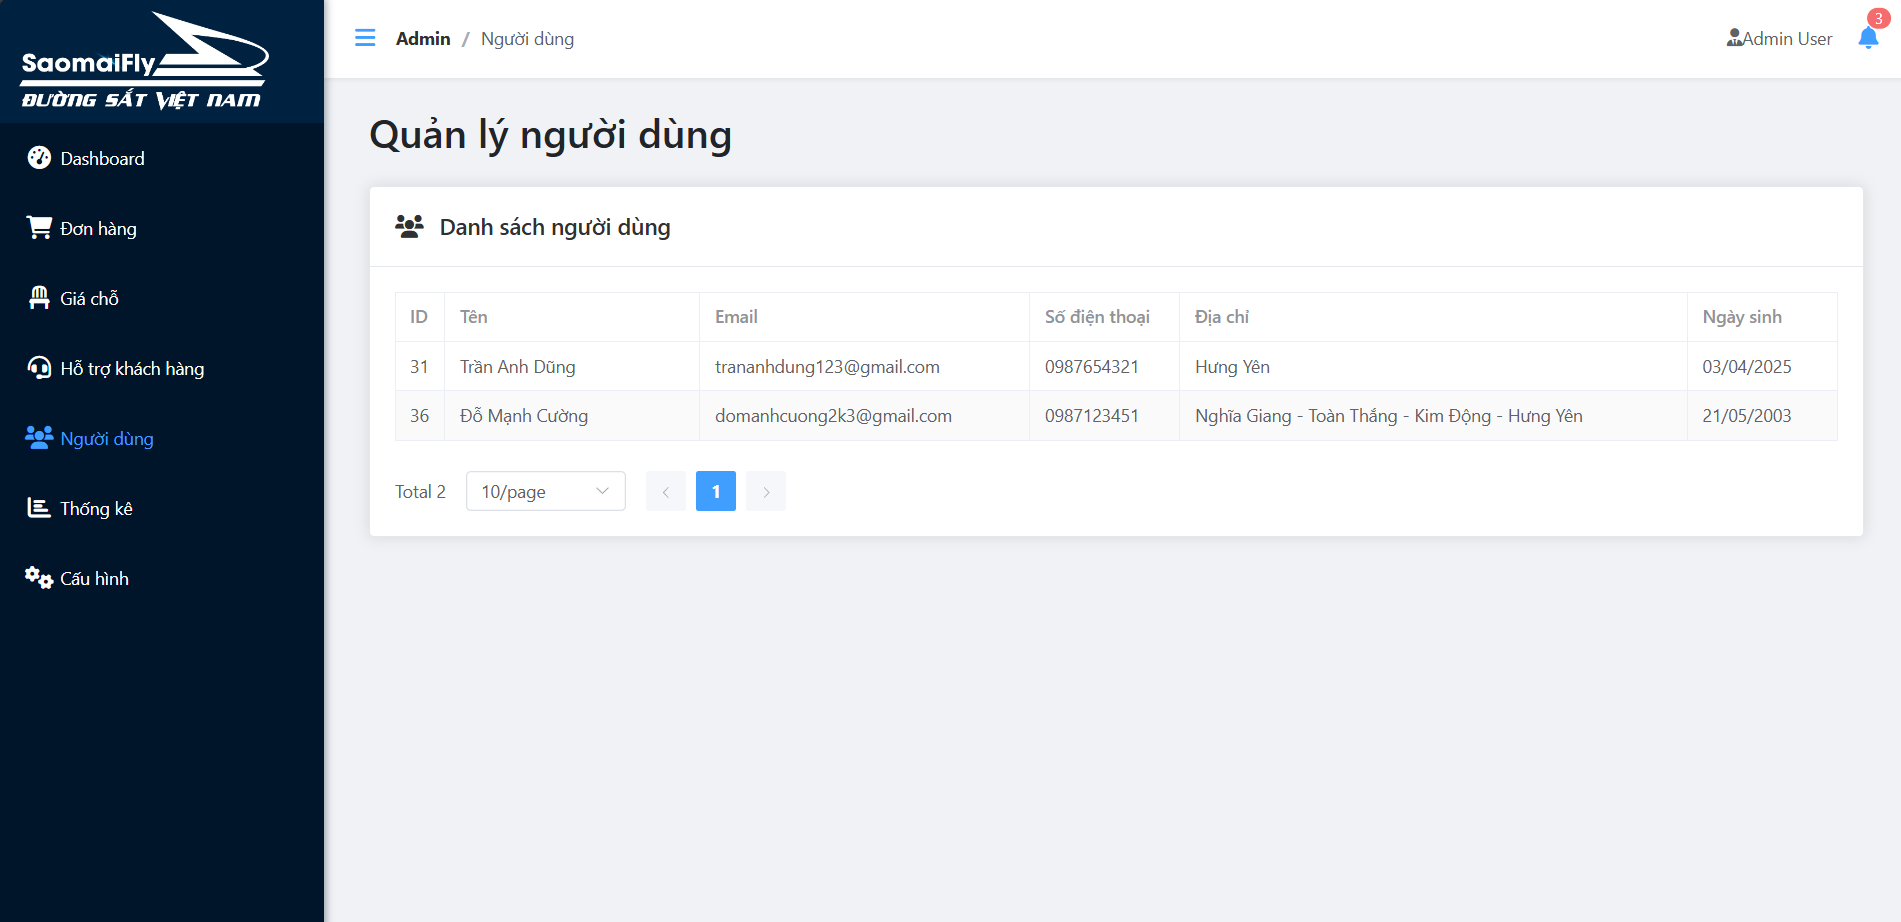 SaomaiFly
ĐƯỜNG SẮT VIỆT NAM
Dashboard
Đơn hàng
Giá chỗ
Hỗ trợ khách hàng
Người dùng
Thống kê
Cấu hình
Admin / Người dùng
Admin User
3
Quản lý người dùng
Danh sách người dùng
ID Tên Email Số điện thoại Địa chỉ Ngày sinh
31 Trần Anh Dũng trananhdung123@gmail.com 0987654321 Hưng Yên 03/04/2025
36 Đỗ Mạnh Cường domanhcuong2k3@gmail.com 0987123451 Nghĩa Giang - Toàn Thắng - Kim Động - Hưng Yên 21/05/2003
Total 2 10/page 1